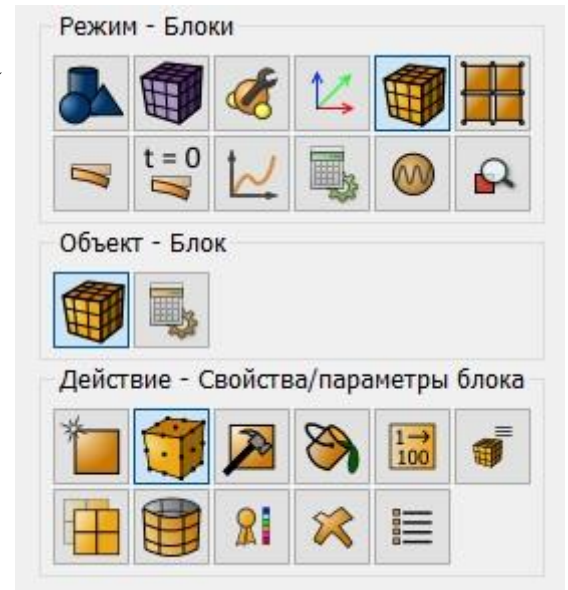 Режим - Блоки
t = 0
Объект - Блок
Действие - Свойства/параметры блока
1→
100